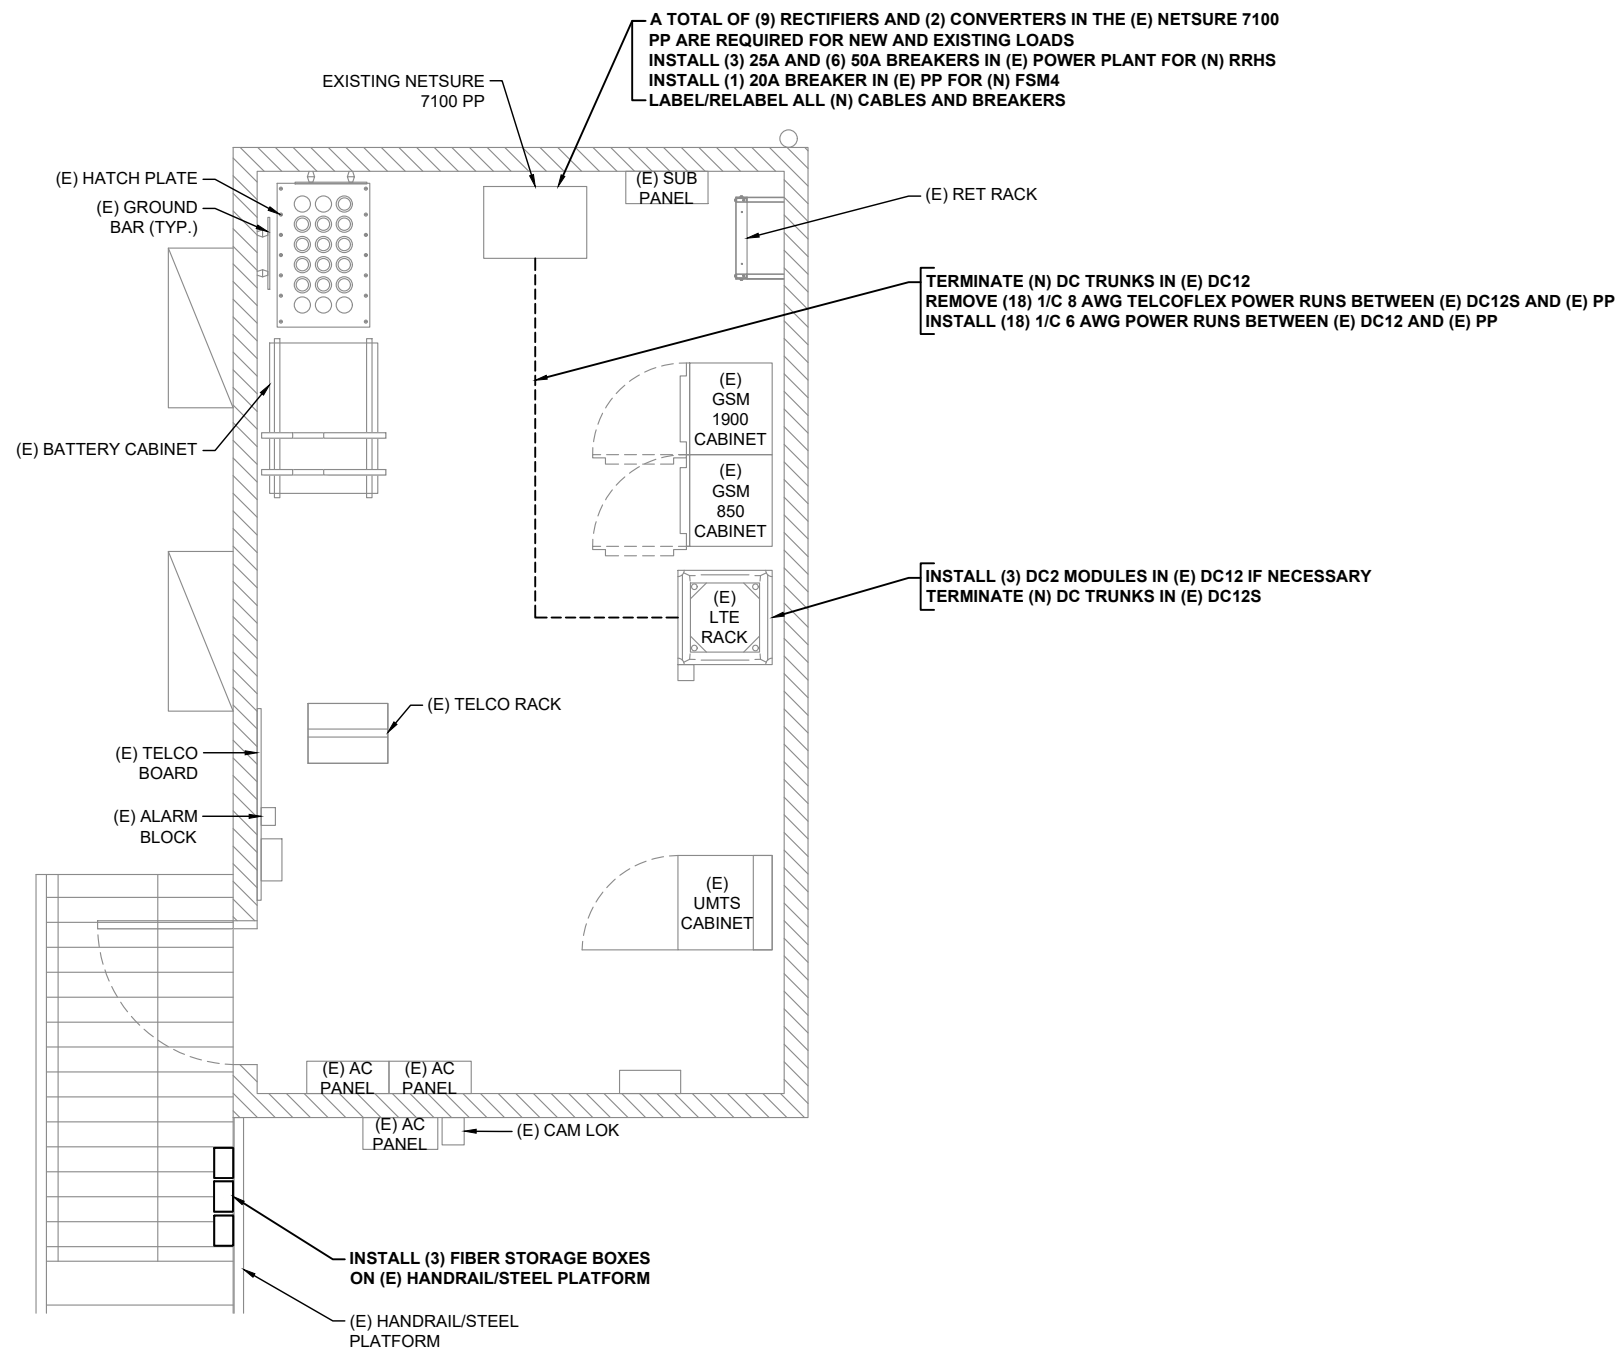 A TOTAL OF (9) RECTIFIERS AND (2) CONVERTERS IN THE (E) NETSURE 7100
PP ARE REQUIRED FOR NEW AND EXISTING LOADS
INSTALL (3) 25A AND (6) 50A BREAKERS IN (E) POWER PLANT FOR (N) RRHS
INSTALL (1) 20A BREAKER IN (E) PP FOR (N) FSM4
LABEL/RELABEL ALL (N) CABLES AND BREAKERS
EXISTING NETSURE
7100 PP
(E) HATCH PLATE
(E) GROUND
BAR (TYP.)
(E) SUB
PANEL
(E) RET RACK
TERMINATE (N) DC TRUNKS IN (E) DC12
REMOVE (18) 1/C 8 AWG TELCOFLEX POWER RUNS BETWEEN (E) DC12S AND (E) PP
INSTALL (18) 1/C 6 AWG POWER RUNS BETWEEN (E) DC12 AND (E) PP
(E)
GSM
1900
CABINET
(E) BATTERY CABINET
(E)
GSM
850
CABINET
INSTALL (3) DC2 MODULES IN (E) DC12 IF NECESSARY
TERMINATE (N) DC TRUNKS IN (E) DC12S
(E)
LTE
RACK
(E) TELCO RACK
(E) TELCO
BOARD
(E) ALARM
BLOCK
(E)
UMTS
CABINET
(E) AC
PANEL
(E) AC
PANEL
(E) AC
PANEL
(E) CAM LOK
INSTALL (3) FIBER STORAGE BOXES
ON (E) HANDRAIL/STEEL PLATFORM
(E) HANDRAIL/STEEL
PLATFORM